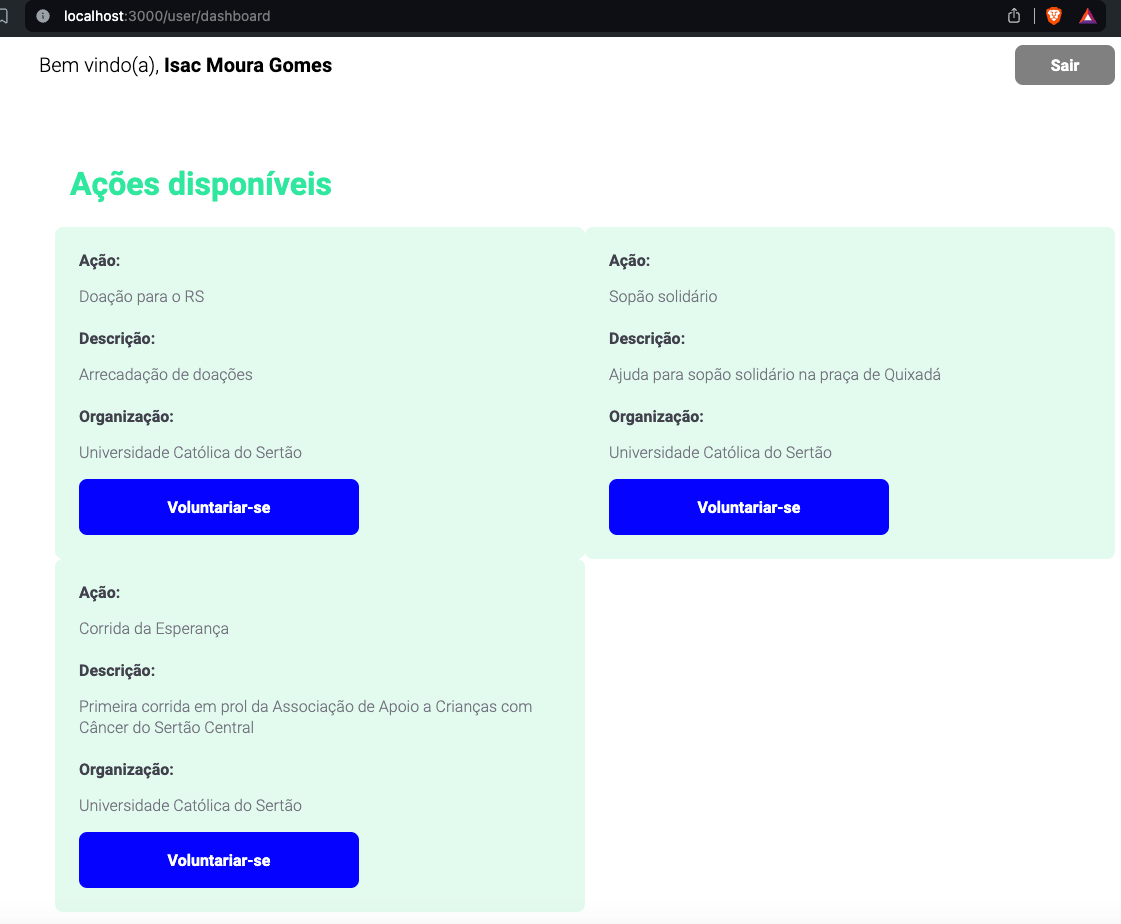 localhost:3000/user/dashboard
Bem vindo(a), Isac Moura Gomes
Sair
Ações disponíveis
Ação:
Doação para o RS
Descrição:
Arrecadação de doações
Organização:
Universidade Católica do Sertão
Voluntariar-se
Ação:
Sopão solidário
Descrição:
Ajuda para sopão solidário na praça de Quixadá
Organização:
Universidade Católica do Sertão
Voluntariar-se
Ação:
Corrida da Esperança
Descrição:
Primeira corrida em prol da Associação de Apoio a Crianças com
Câncer do Sertão Central
Organização:
Universidade Católica do Sertão
Voluntariar-se